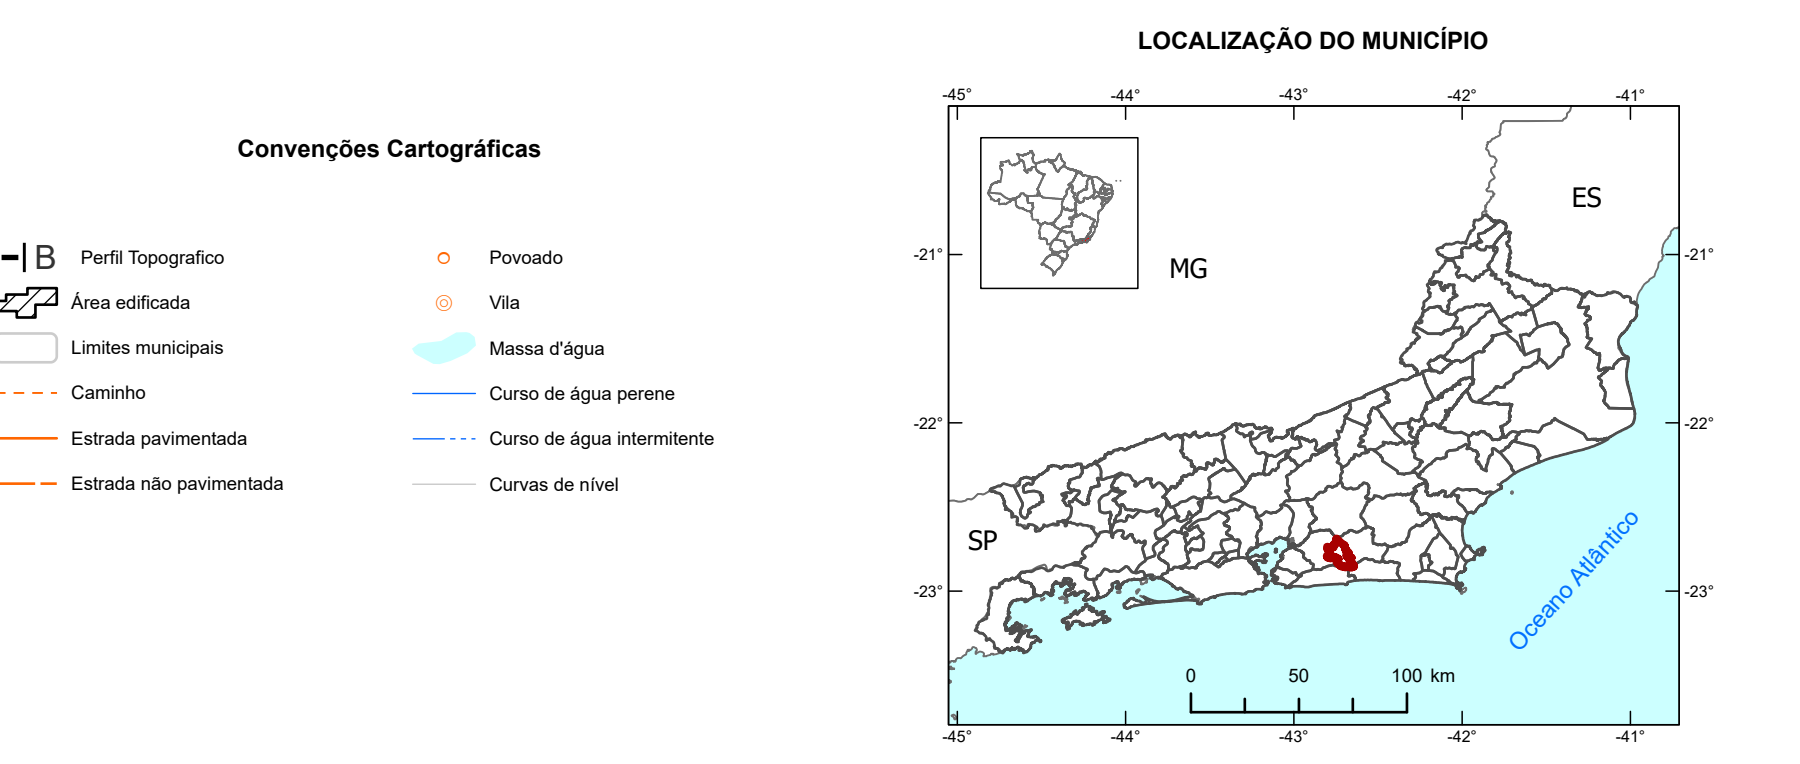 LOCALIZAÇÃO DO MUNICÍPIO
Convenções Cartográficas
B Perfil Topografico
Área edificada
Limites municipais
Caminho
Estrada pavimentada
Estrada não pavimentada
Povoado
Vila
Massa d'água
Curso de água perene
Curso de água intermitente
Curvas de nível
-45° -44° -43° -42° -41°
ES
MG
-21° -21°
-22° -22°
SP
-23° -23°
Oceano Atlântico
0 50 100 km
-45° -44° -43° -42° -41°